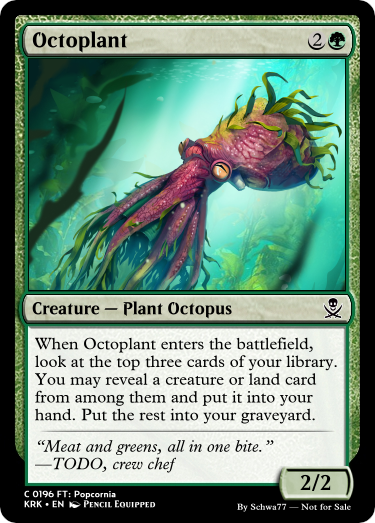 Octoplant 2
Creature — Plant Octopus
When Octoplant enters the battlefield,
look at the top three cards of your library.
You may reveal a creature or land card
from among them and put it into your
hand. Put the rest into your graveyard.
“Meat and greens, all in one bite.”
—TODO, crew chef
2/2
C 0196 FT: Popcornia
KRK • EN Pencil Equipped
By Schwa77 — Not for Sale